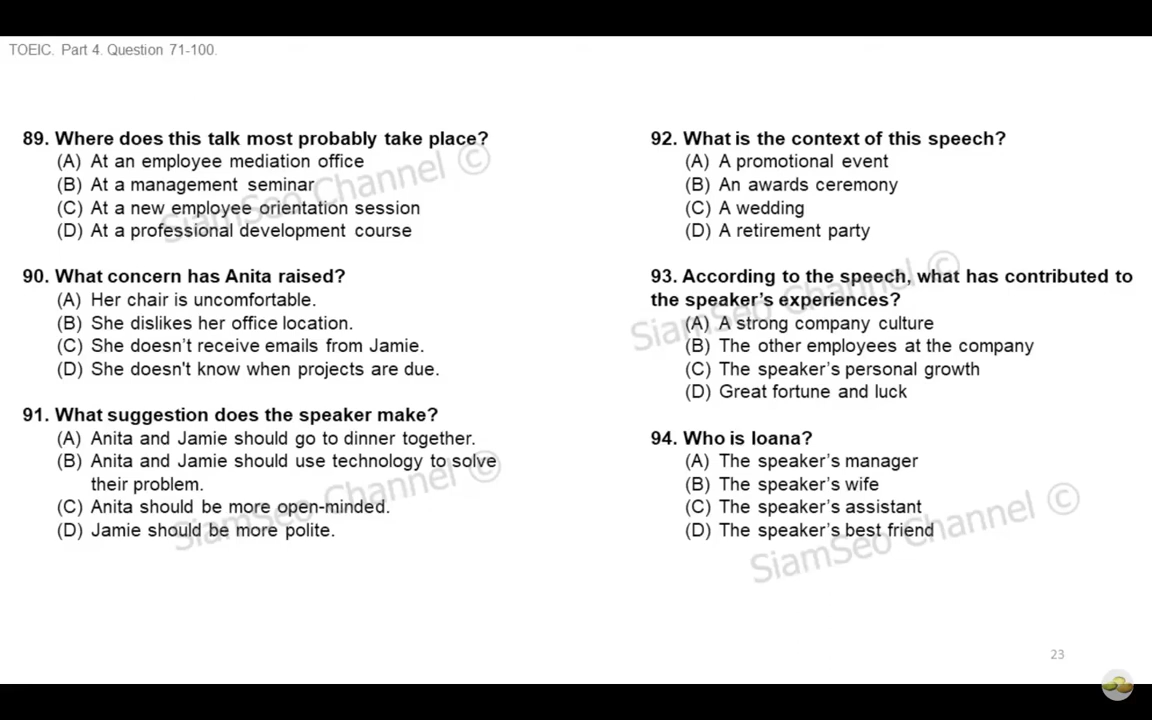 TOEIC. Part 4. Question 71-100.
89. Where does this talk most probably take place?
(A) At an employee mediation office
(B) At a management seminar
(C) At a new employee orientation session
(D) At a professional development course
90. What concern has Anita raised?
(A) Her chair is uncomfortable.
(B) She dislikes her office location.
(C) She doesn’t receive emails from Jamie.
(D) She doesn't know when projects are due.
91. What suggestion does the speaker make?
(A) Anita and Jamie should go to dinner together.
(B) Anita and Jamie should use technology to solve
their problem.
(C) Anita should be more open-minded.
(D) Jamie should be more polite.
92. What is the context of this speech?
(A) A promotional event
(B) An awards ceremony
(C) A wedding
(D) A retirement party
93. According to the speech, what has contributed to
the speaker’s experiences?
(A) A strong company culture
(B) The other employees at the company
(C) The speaker’s personal growth
(D) Great fortune and luck
94. Who is Ioana?
(A) The speaker’s manager
(B) The speaker’s wife
(C) The speaker’s assistant
(D) The speaker’s best friend
SiamSeo Channel ©
SiamSeo Channel ©
SiamSeo Channel ©
SiamSeo Channel ©
23